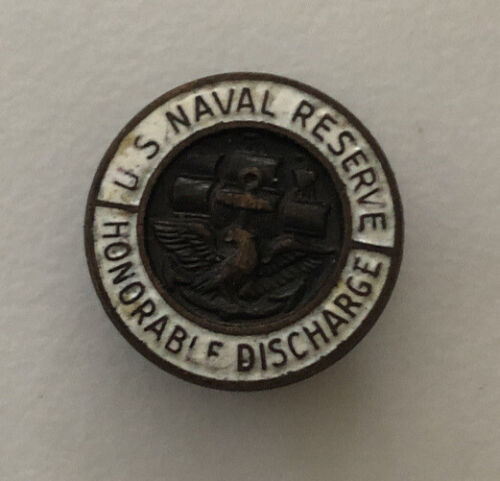 U S NAVAL RESERVE
HONORABLE DISCHARGE